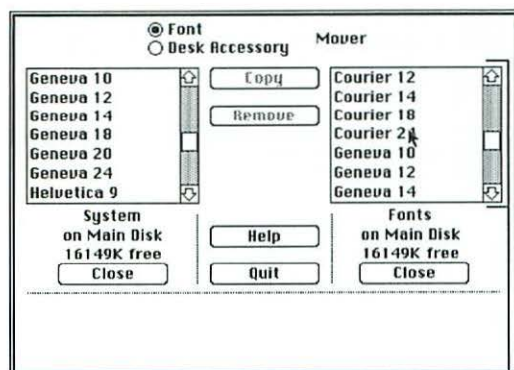 Font
Desk Accessory
Mover
Geneva 10
Geneva 12
Geneva 14
Geneva 18
Geneva 20
Geneva 24
Helvetica 9
Copy
Remove
Courier 12
Courier 14
Courier 18
Courier
Geneva 10
Geneva 12
Geneva 14
System
on Main Disk
16149K free
Close
Help
Quit
Fonts
on Main Disk
16149K free
Close